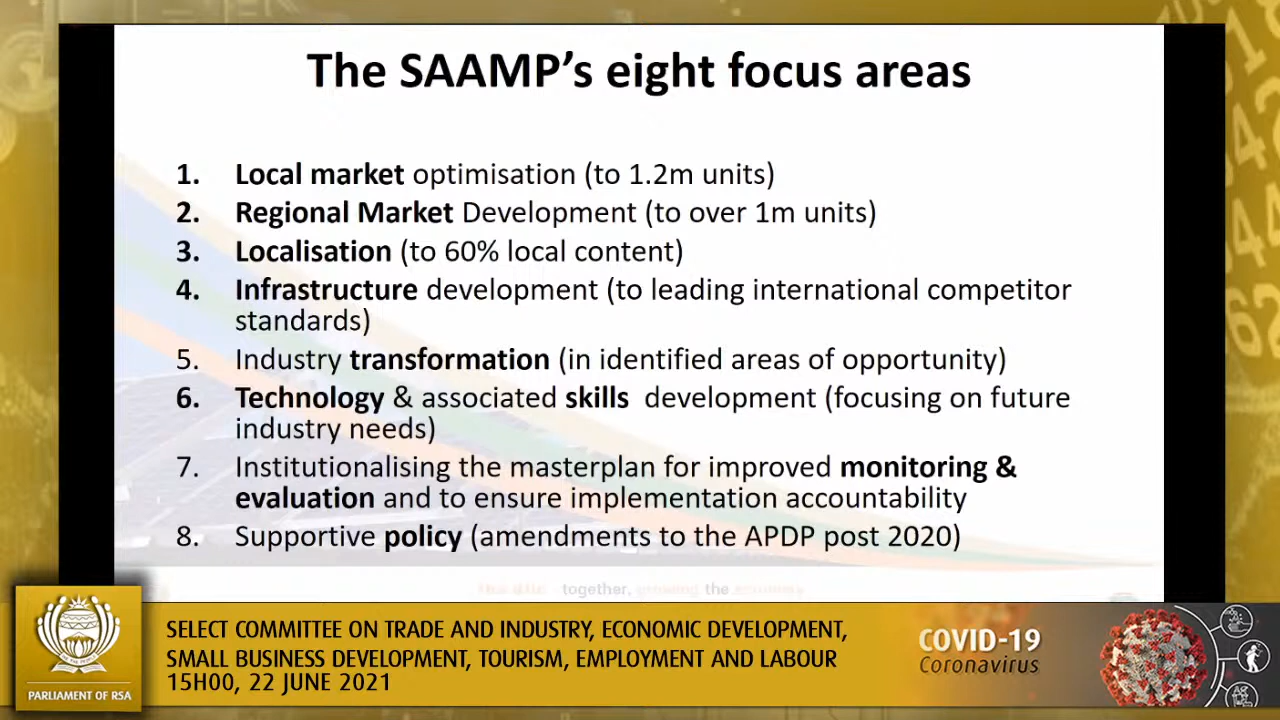 The SAAMP's eight focus areas
1. Local market optimisation (to 1.2m units)
2. Regional Market Development (to over 1m units)
3. Localisation (to 60% local content)
4. Infrastructure development (to leading international competitor
standards)
5. Industry transformation (in identified areas of opportunity)
6. Technology & associated skills development (focusing on future
industry needs)
7. Institutionalising the masterplan for improved monitoring &
evaluation and to ensure implementation accountability
8. Supportive policy (amendments to the APDP post 2020)
together, growing the economy
SELECT COMMITTEE ON TRADE AND INDUSTRY, ECONOMIC DEVELOPMENT,
SMALL BUSINESS DEVELOPMENT, TOURISM, EMPLOYMENT AND LABOUR
15H00, 22 JUNE 2021
PARLIAMENT OF RSA
COVID-19
Coronavirus